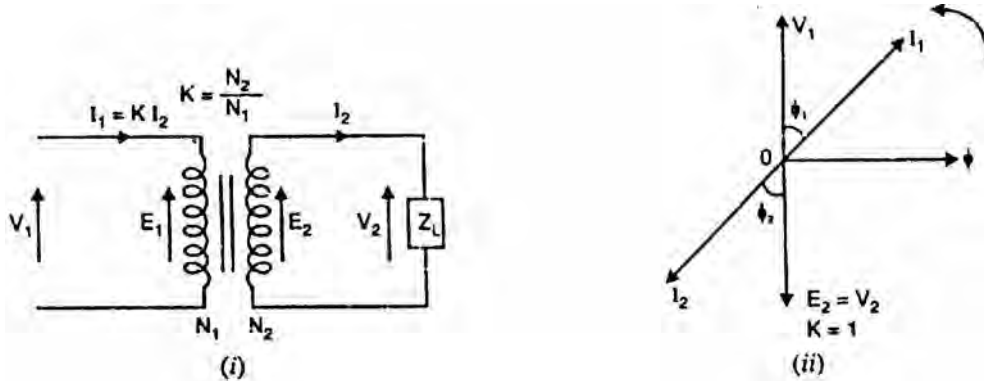 K = N₂/N₁
I₁ = K I₂
I₂
V₁
E₁
E₂
V₂
Z_L
N₁
N₂
(i)
V₁
I₁
ϕ₁
0
ϕ
ϕ₂
I₂
E₂ = V₂
K = 1
(ii)